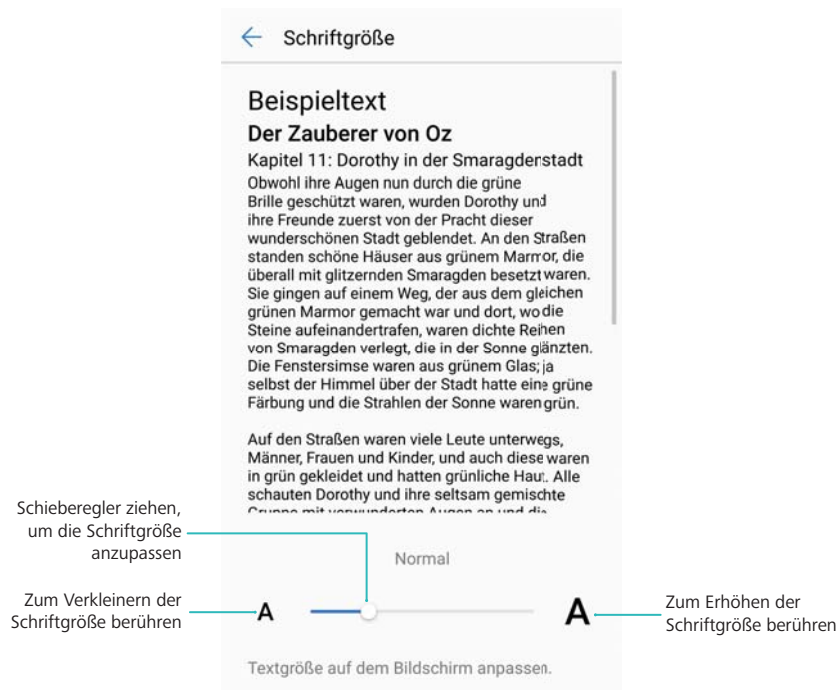 Schriftgröße
Beispieltext
Der Zauberer von Oz
Kapitel 11: Dorothy in der Smaragdenstadt
Obwohl ihre Augen nun durch die grüne
Brille geschützt waren, wurden Dorothy und
ihre Freunde zuerst von der Pracht dieser
wunderschönen Stadt geblendet. An den Straßen
standen schöne Häuser aus grünem Marmor, die
überall mit glitzernden Smaragden besetzt waren.
Sie gingen auf einem Weg, der aus dem gleichen
grünen Marmor gemacht war und dort, wo die
Steine aufeinandertrafen, waren dichte Reihen
von Smaragden verlegt, die in der Sonne glänzten.
Die Fenstersimse waren aus grünem Glas; ja
selbst der Himmel über der Stadt hatte eine grüne
Färbung und die Strahlen der Sonne waren grün.
Auf den Straßen waren viele Leute unterwegs,
Männer, Frauen und Kinder, und auch diese waren
in grün gekleidet und hatten grünliche Haut. Alle
schauten Dorothy und ihre seltsam gemischte
Gruppe mit verwunderten Augen an und die
Schieberegler ziehen,
um die Schriftgröße
anzupassen
Normal
Zum Verkleinern der
Schriftgröße berühren
A
A
Zum Erhöhen der
Schriftgröße berühren
Textgröße auf dem Bildschirm anpassen.